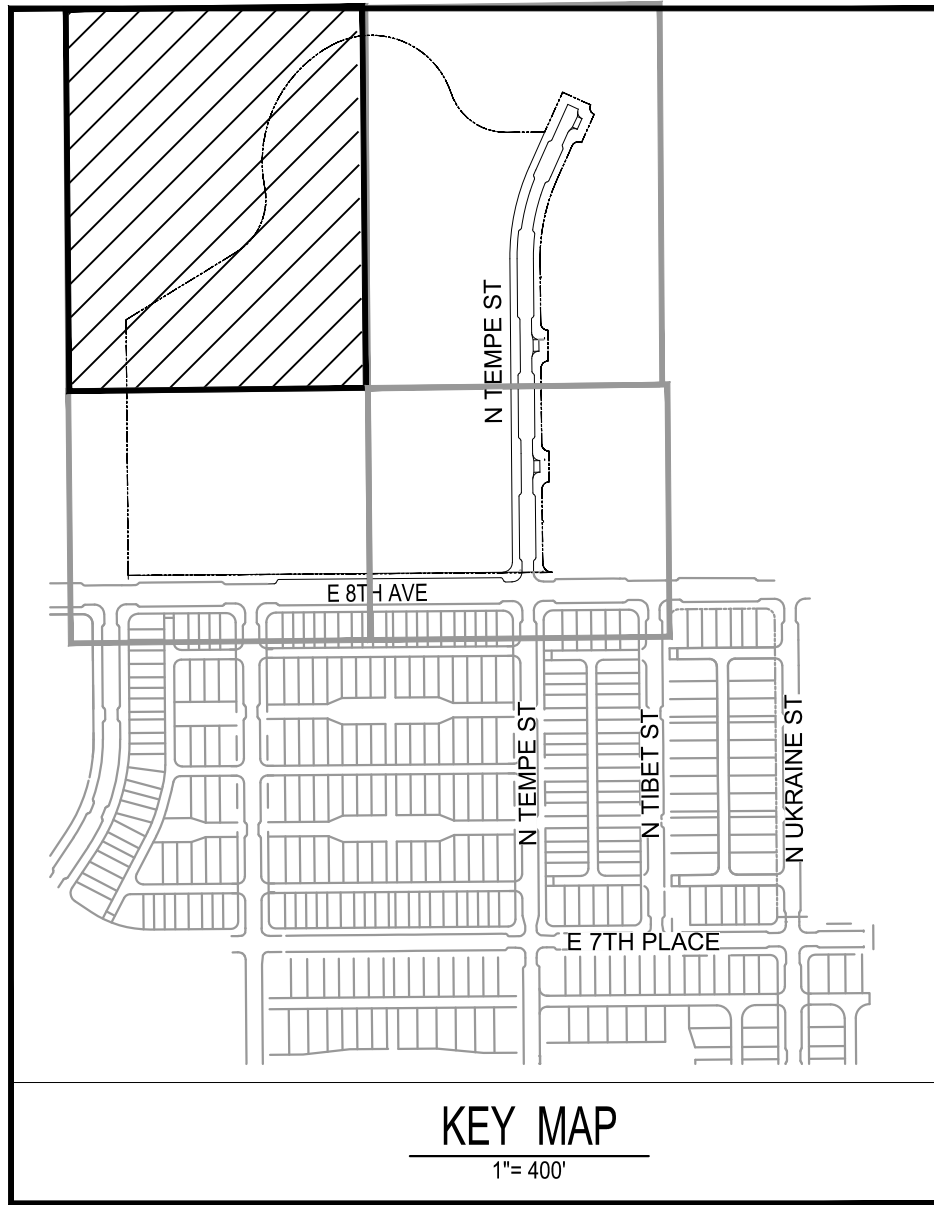 N TEMPE ST
E 8TH AVE
N TEMPE ST
N TIBET ST
N UKRAINE ST
E 7TH PLACE
KEY MAP
1"= 400'